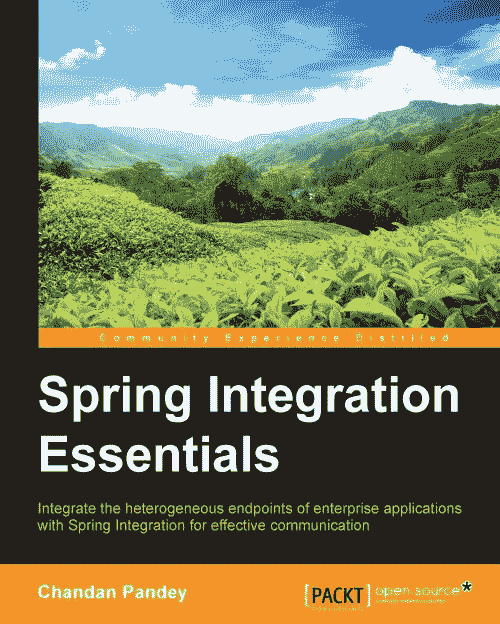 Community Experience Distilled
Spring Integration
Essentials
Integrate the heterogeneous endpoints of enterprise applications
with Spring Integration for effective communication
Chandan Pandey
[PACKT] open source*